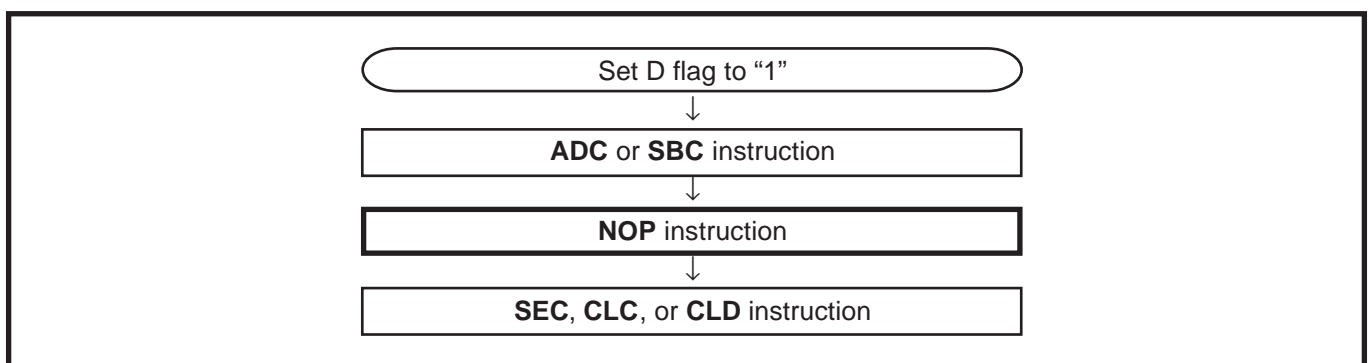 Set D flag to “1”
ADC or SBC instruction
NOP instruction
SEC, CLC, or CLD instruction